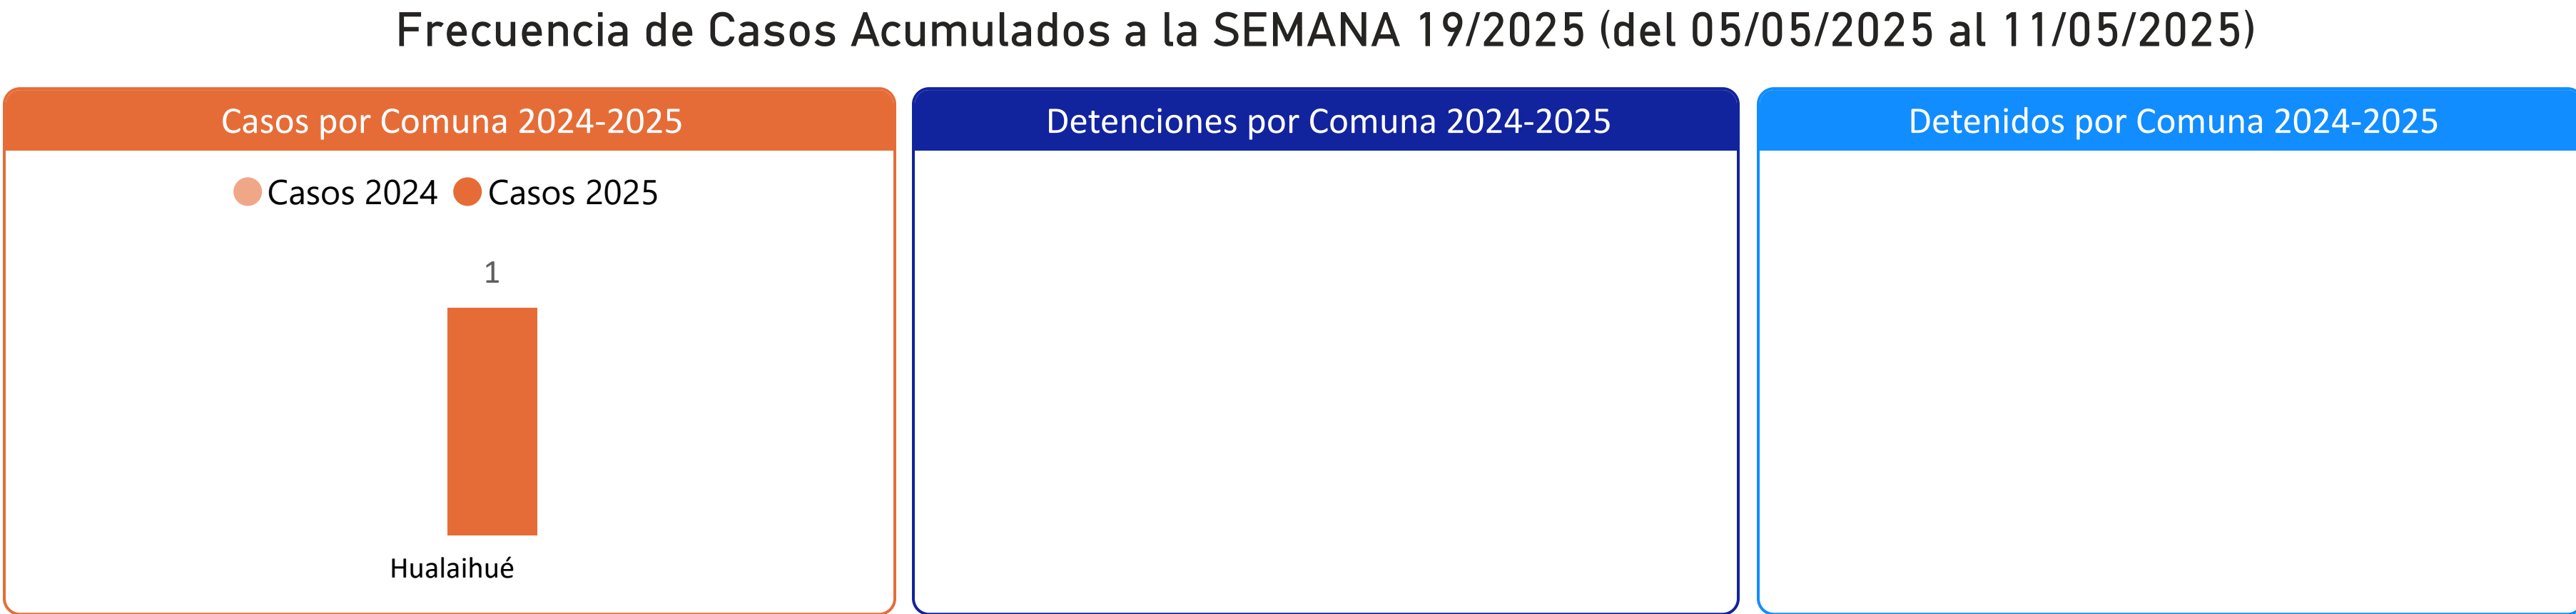 Frecuencia de Casos Acumulados a la SEMANA 19/2025 (del 05/05/2025 al 11/05/2025)
Casos por Comuna 2024-2025
Casos 2024 Casos 2025
1
Hualaihué
Detenciones por Comuna 2024-2025
Detenidos por Comuna 2024-2025